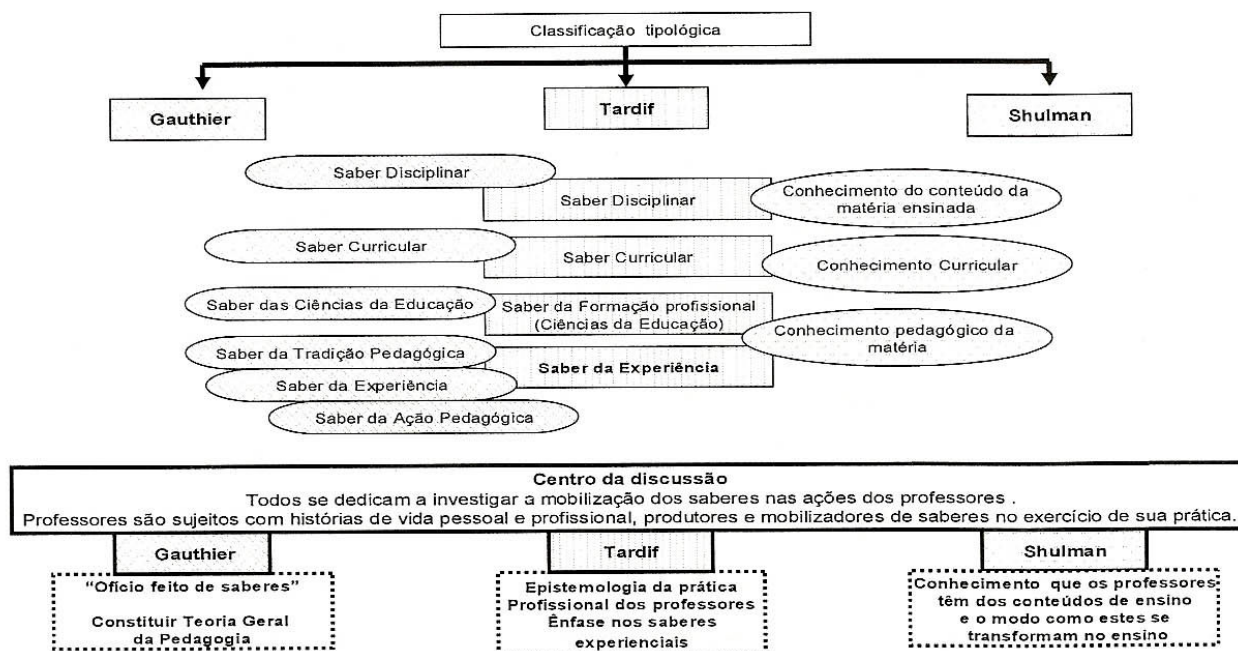 Classificação tipológica
Gauthier
Tardif
Shulman
Saber Disciplinar
Saber Disciplinar
Conhecimento do conteúdo da
matéria ensinada
Saber Curricular
Saber Curricular
Conhecimento Curricular
Saber das Ciências da Educação
Saber da Formação profissional
(Ciências da Educação)
Conhecimento pedagógico da
matéria
Saber da Tradição Pedagógica
Saber da Experiência
Saber da Experiência
Saber da Ação Pedagógica
Centro da discussão
Todos se dedicam a investigar a mobilização dos saberes nas ações dos professores .
Professores são sujeitos com histórias de vida pessoal e profissional, produtores e mobilizadores de saberes no exercício de sua prática.
Gauthier
Tardif
Shulman
“Ofício feito de saberes”
Constituir Teoria Geral
da Pedagogia
Epistemologia da prática
Profissional dos professores
Ênfase nos saberes
experienciais
Conhecimento que os professores
têm dos conteúdos de ensino
e o modo como estes se
transformam no ensino